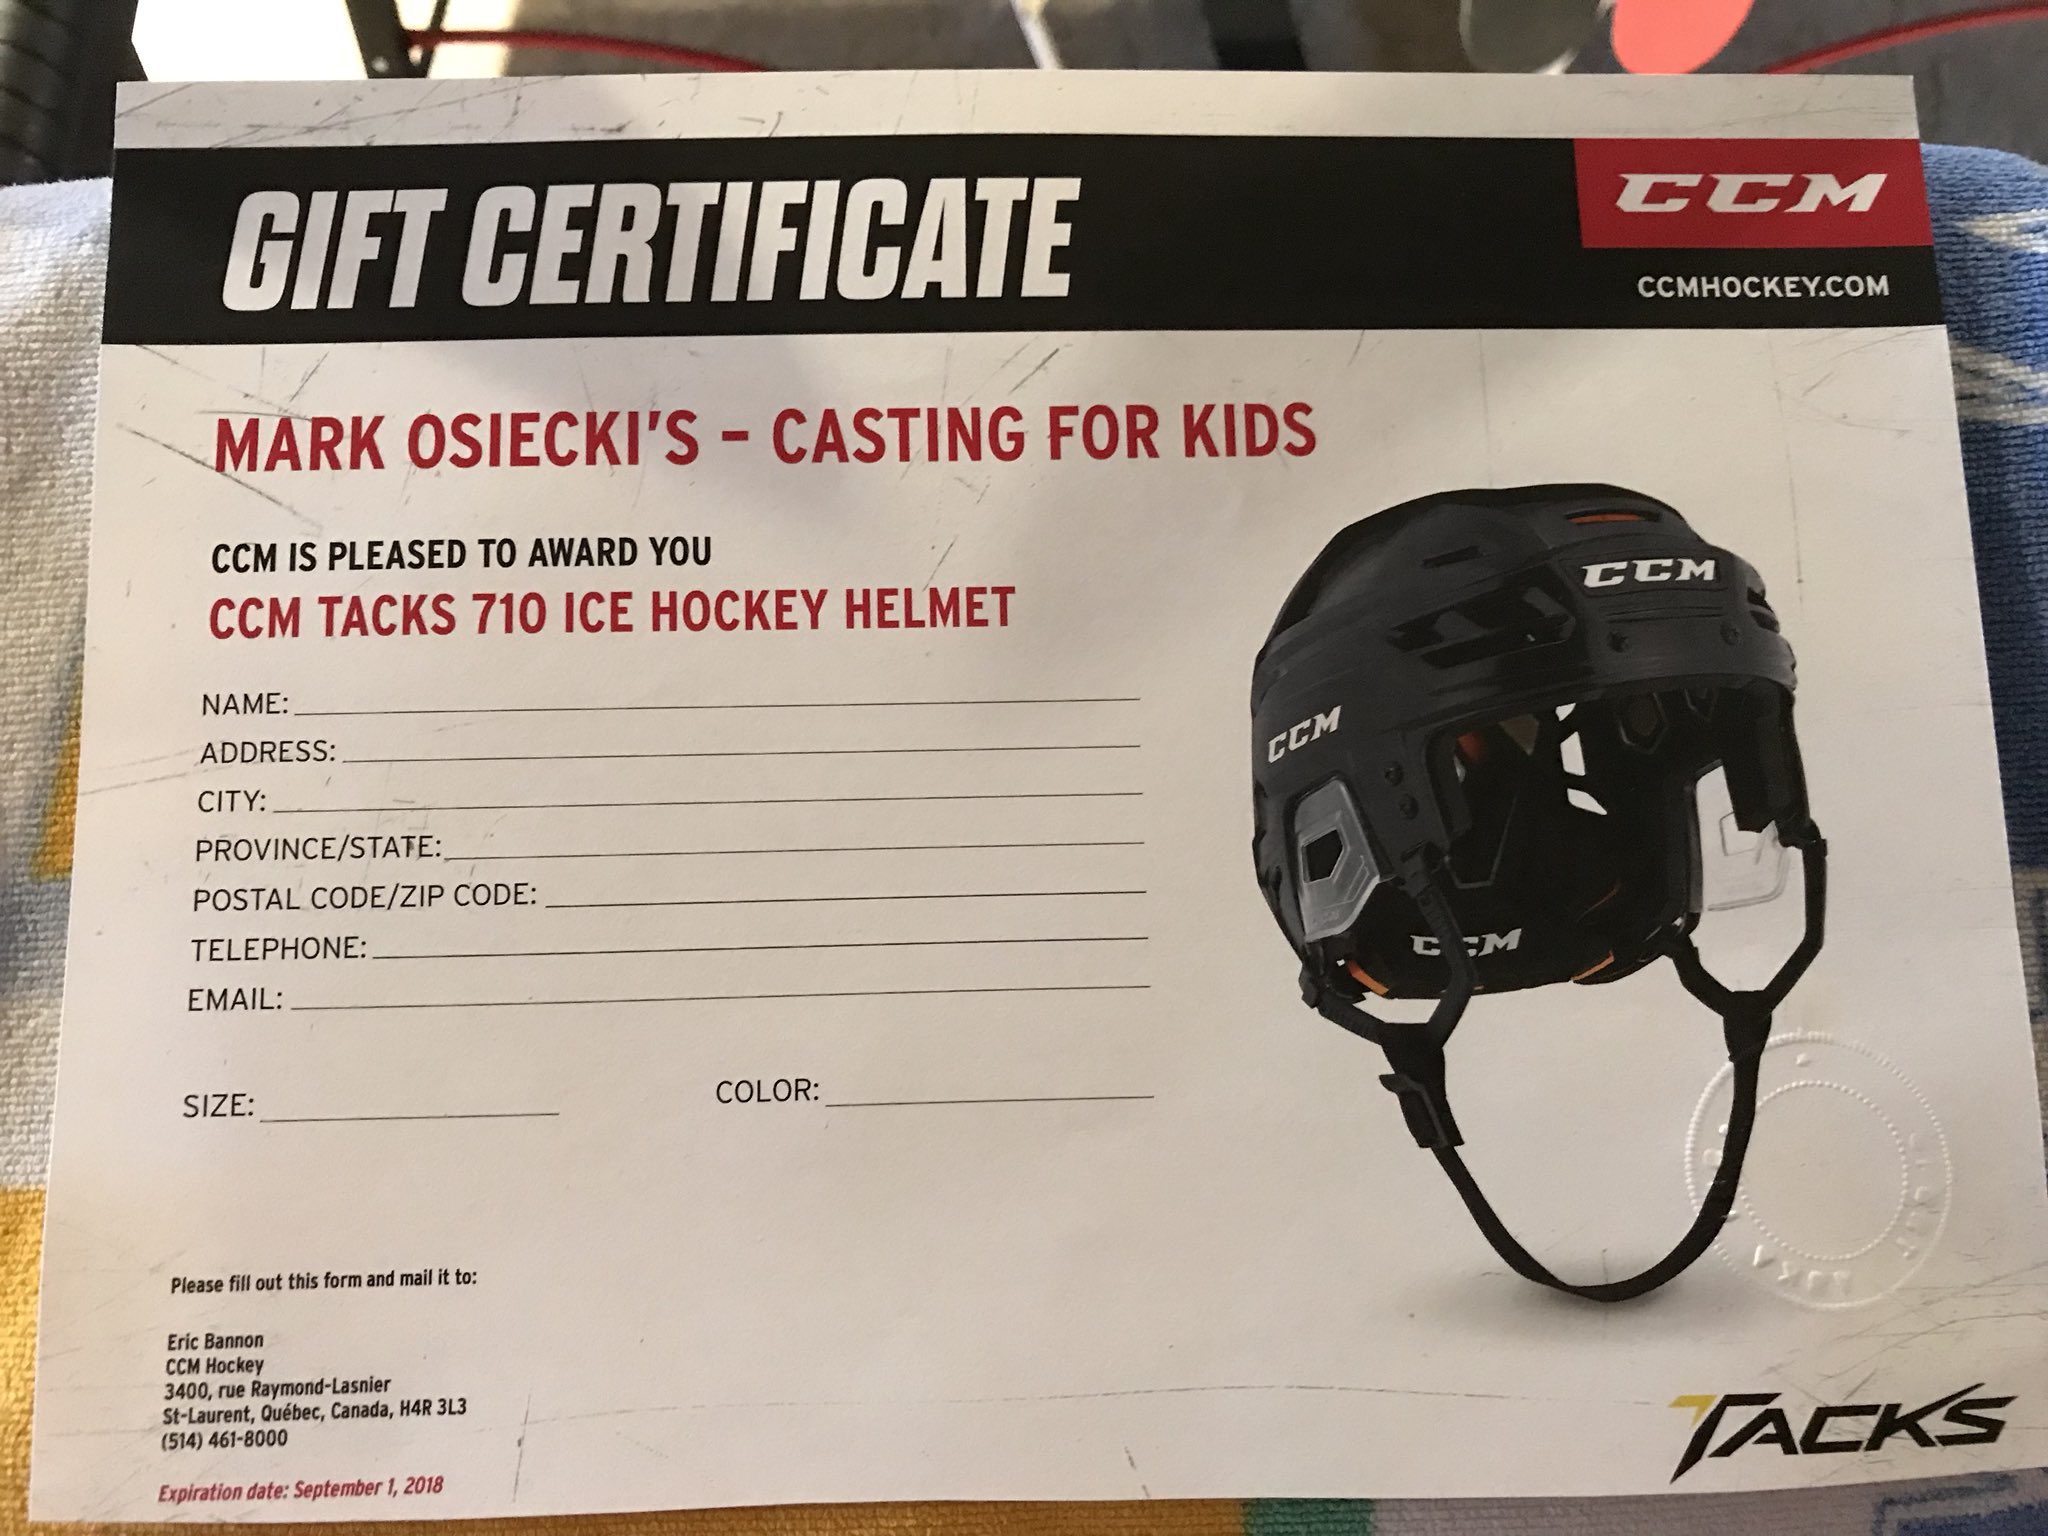 GIFT CERTIFICATE
CCM
CCMHOCKEY.COM
MARK OSIECKI'S - CASTING FOR KIDS
CCM IS PLEASED TO AWARD YOU
CCM TACKS 710 ICE HOCKEY HELMET
NAME:
ADDRESS:
CITY:
PROVINCE/STATE:
POSTAL CODE/ZIP CODE:
TELEPHONE:
EMAIL:
SIZE:
COLOR:
CCM
CCM
CCM
Please fill out this form and mail it to:
Eric Bannon
CCM Hockey
3400, rue Raymond-Lasnier
St-Laurent, Québec, Canada, H4R 3L3
(514) 461-8000
Expiration date: September 1, 2018
TACKS